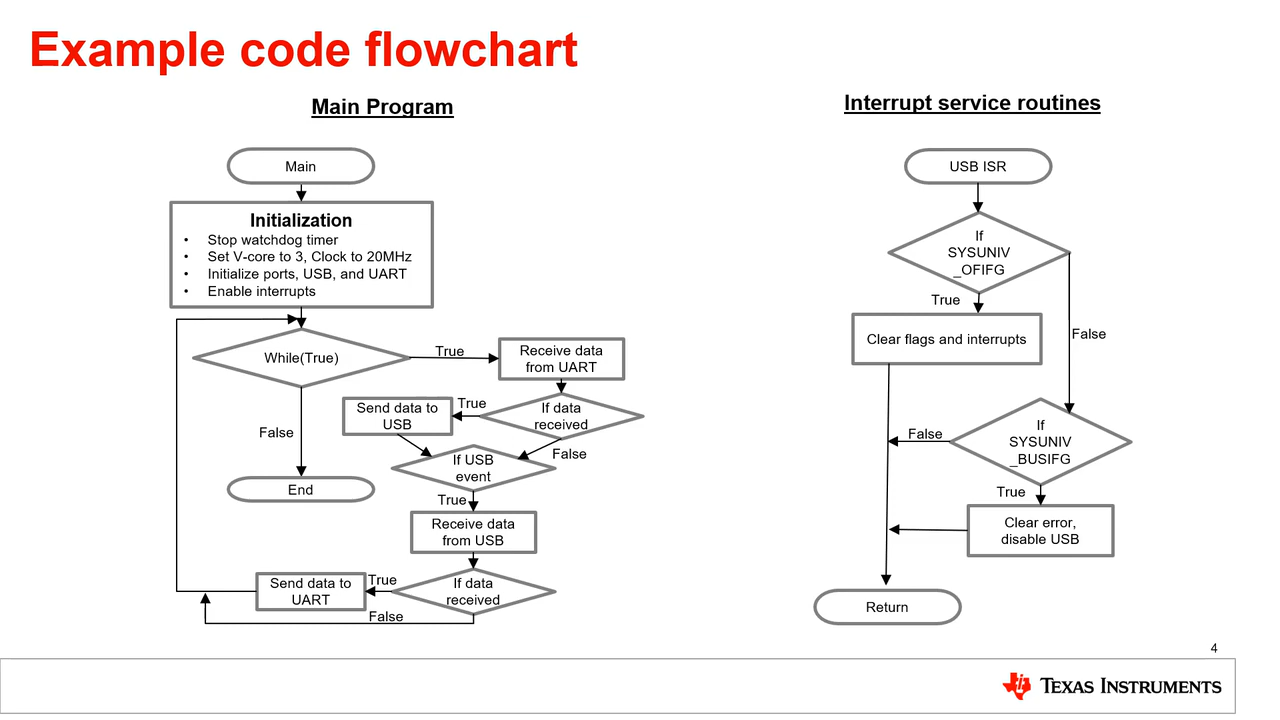 Example code flowchart
Main Program
Main
Initialization
• Stop watchdog timer
• Set V-core to 3, Clock to 20MHz
• Initialize ports, USB, and UART
• Enable interrupts
While(True)
True
Receive data
from UART
If data
received
True
Send data to
USB
False
If USB
event
False
End
True
Receive data
from USB
If data
received
True
Send data to
UART
False
Interrupt service routines
USB ISR
If
SYSUNIV
_OFIFG
True
Clear flags and interrupts
False
If
SYSUNIV
_BUSIFG
False
True
Clear error,
disable USB
Return
4
TEXAS INSTRUMENTS